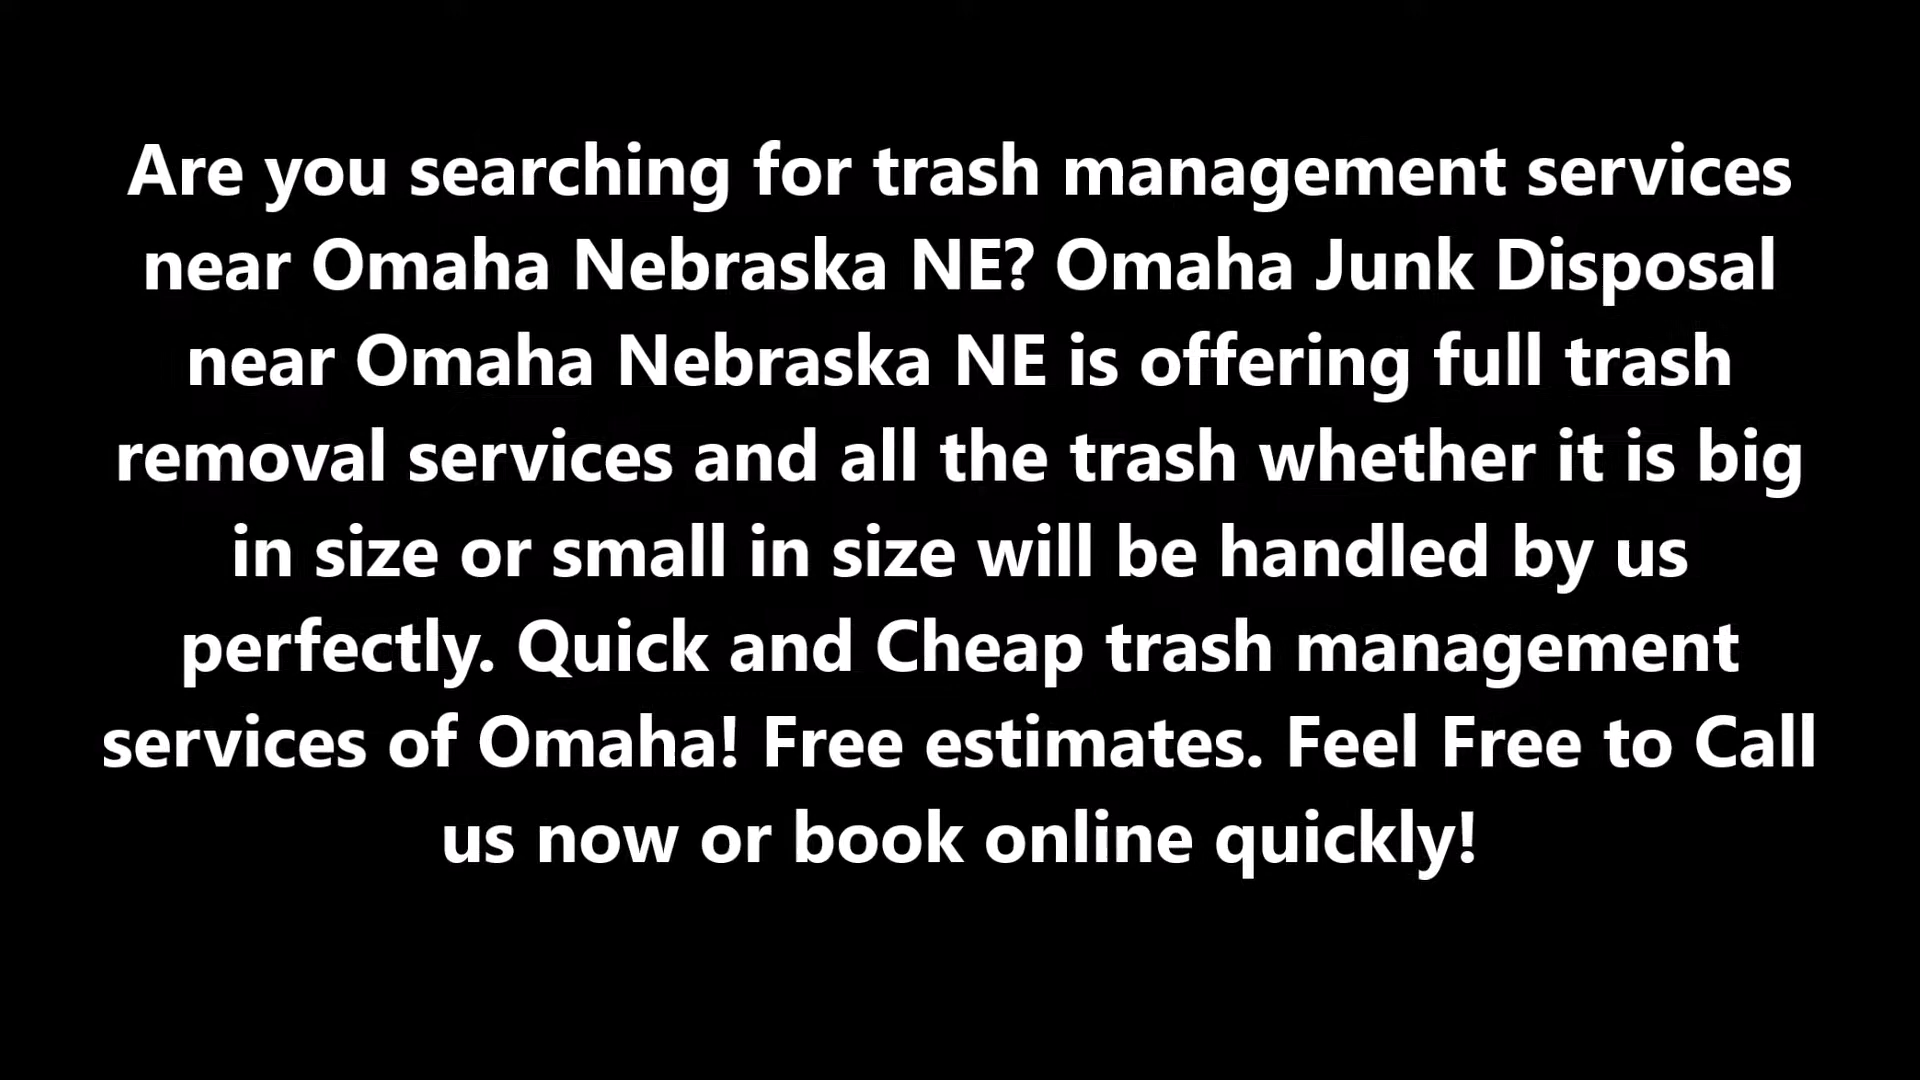 Are you searching for trash management services
near Omaha Nebraska NE? Omaha Junk Disposal
near Omaha Nebraska NE is offering full trash
removal services and all the trash whether it is big
in size or small in size will be handled by us
perfectly. Quick and Cheap trash management
services of Omaha! Free estimates. Feel Free to Call
us now or book online quickly!